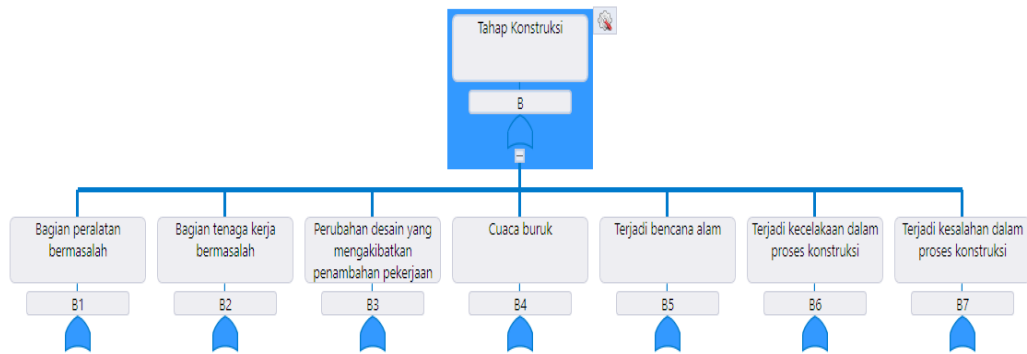 Tahap Konstruksi
B
Bagian peralatan
bermasalah
B1
Bagian tenaga kerja
bermasalah
B2
Perubahan desain yang
mengakibatkan
penambahan pekerjaan
B3
Cuaca buruk
B4
Terjadi bencana alam
B5
Terjadi kecelakaan dalam
proses konstruksi
B6
Terjadi kesalahan dalam
proses konstruksi
B7